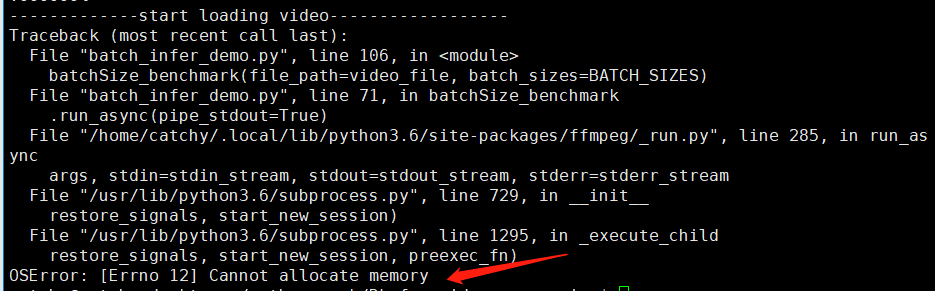 -------------start loading video------------------
Traceback (most recent call last):
  File "batch_infer_demo.py", line 106, in <module>
    batchSize_benchmark(file_path=video_file, batch_sizes=BATCH_SIZES)
  File "batch_infer_demo.py", line 71, in batchSize_benchmark
    .run_async(pipe_stdout=True)
  File "/home/catchy/.local/lib/python3.6/site-packages/ffmpeg/_run.py", line 285, in run_as
ync
    args, stdin=stdin_stream, stdout=stdout_stream, stderr=stderr_stream
  File "/usr/lib/python3.6/subprocess.py", line 729, in __init__
    restore_signals, start_new_session)
  File "/usr/lib/python3.6/subprocess.py", line 1295, in _execute_child
    restore_signals, start_new_session, preexec_fn)
OSError: [Errno 12] Cannot allocate memory